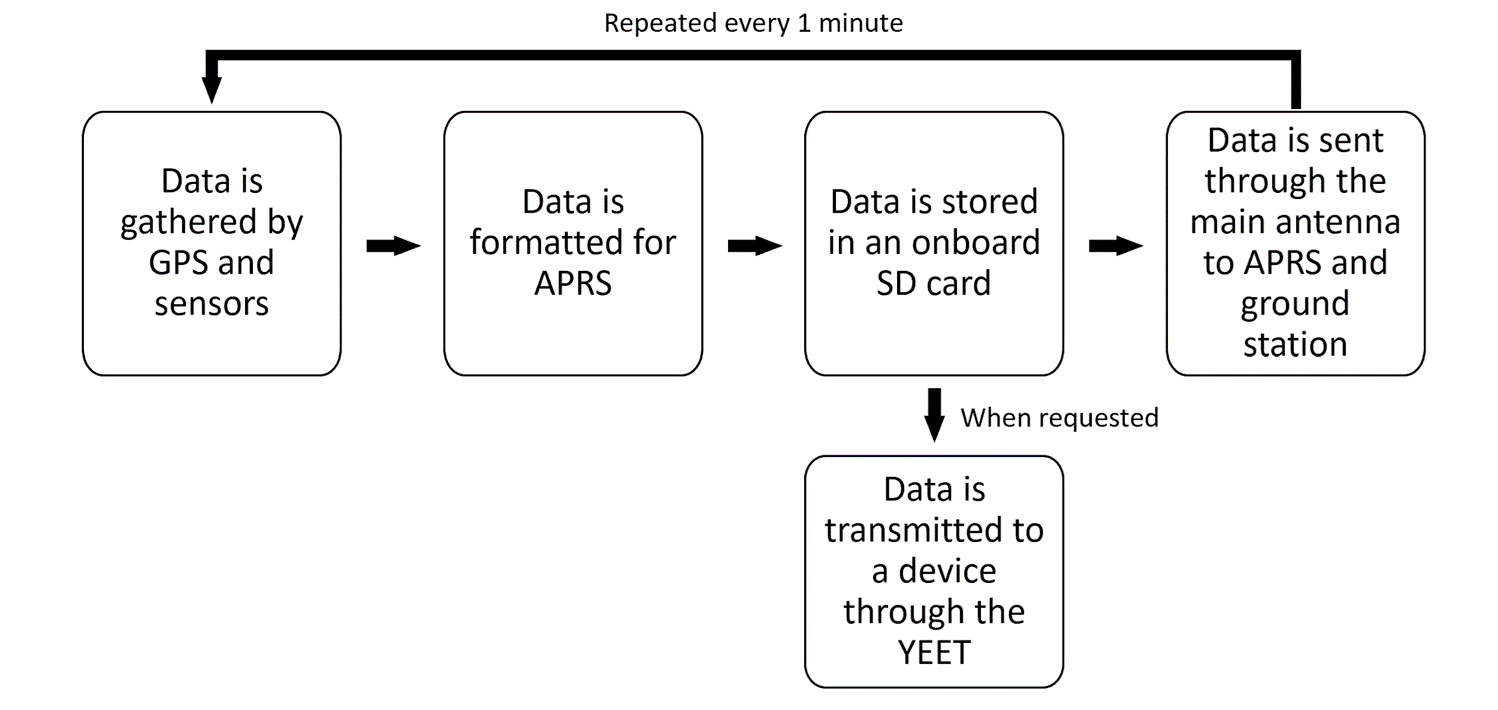 Repeated every 1 minute
Data is
gathered by
GPS and
sensors
Data is
formatted for
APRS
Data is stored
in an onboard
SD card
Data is sent
through the
main antenna
to APRS and
ground
station
When requested
Data is
transmitted to
a device
through the
YEET